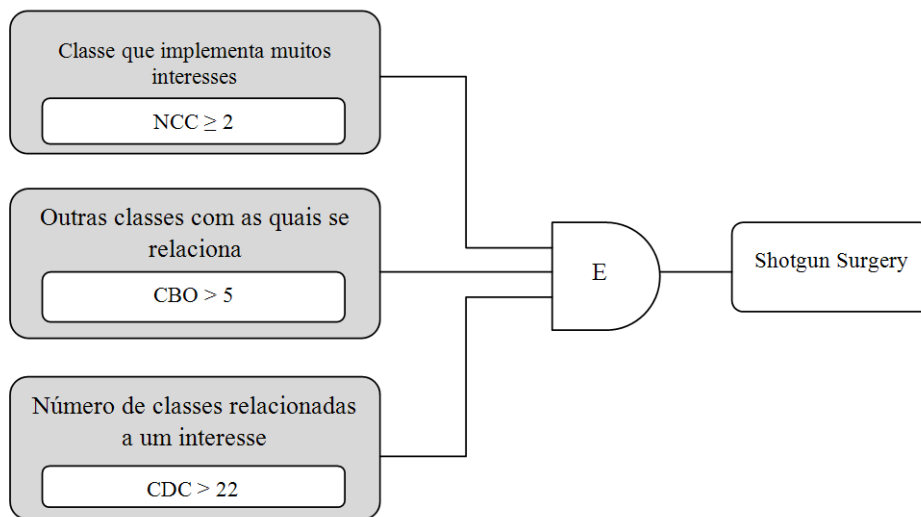 Classe que implementa muitos
interesses
NCC ≥ 2
Outras classes com as quais se
relaciona
CBO > 5
Número de classes relacionadas
a um interesse
CDC > 22
E
Shotgun Surgery